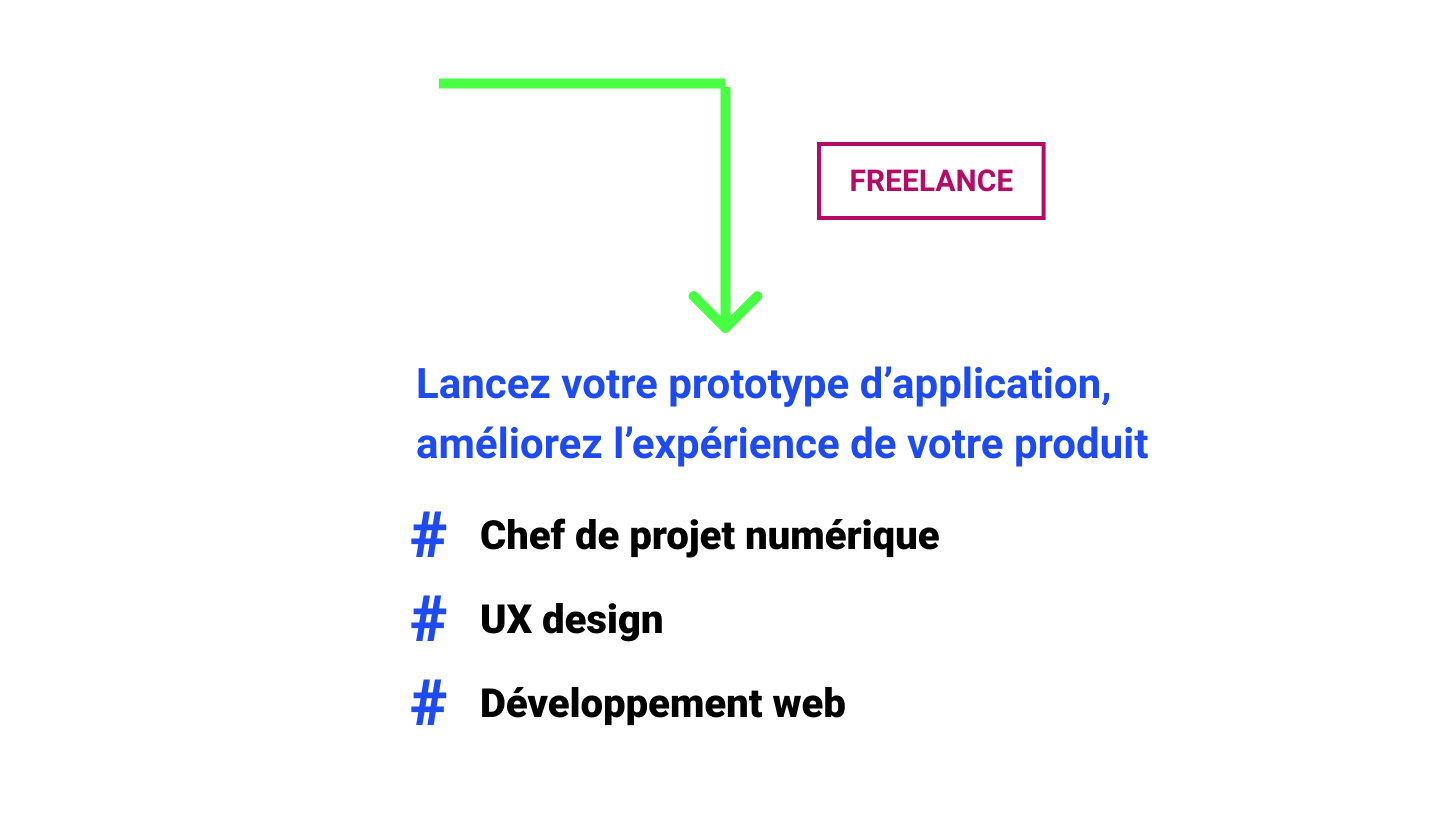 FREELANCE
Lancez votre prototype d’application,
améliorez l’expérience de votre produit
# Chef de projet numérique
# UX design
# Développement web